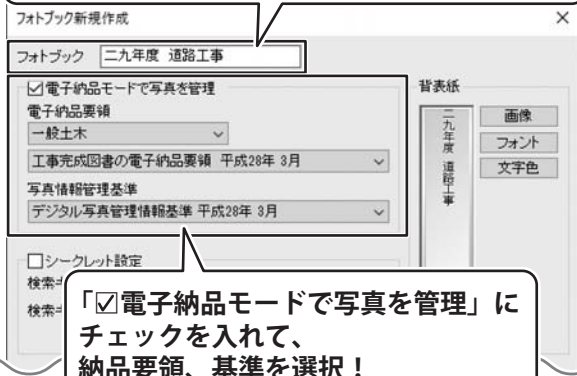 フォトブック新規作成
フォトブック 二九年度 道路工事
☑電子納品モードで写真を管理
電子納品要領
一般土木
工事完成図書の電子納品要領 平成28年 3月
写真情報管理基準
デジタル写真管理情報基準 平成28年 3月
背表紙
二九年度 道路工事
画像
フォント
文字色
□シークレット設定
検索
検索
「☑電子納品モードで写真を管理」に
チェックを入れて、
納品要領、基準を選択！